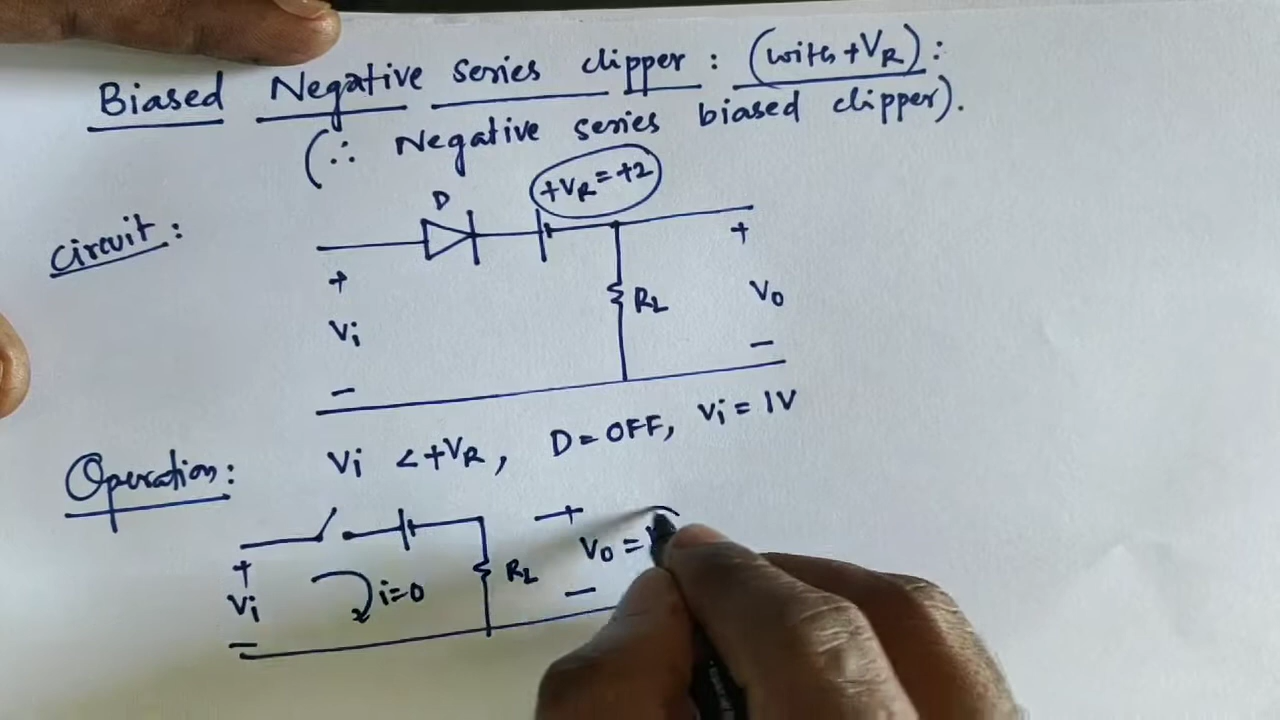 Biased Negative series clipper : (with +VR) :
(∴ Negative series biased clipper).
Circuit :
D
+VR = +2
+
Vi
-
RL
+
Vo
-
Operation: Vi < +VR, D = OFF, Vi = 1V
+
Vi
-
i=0
RL
+
Vo =
-